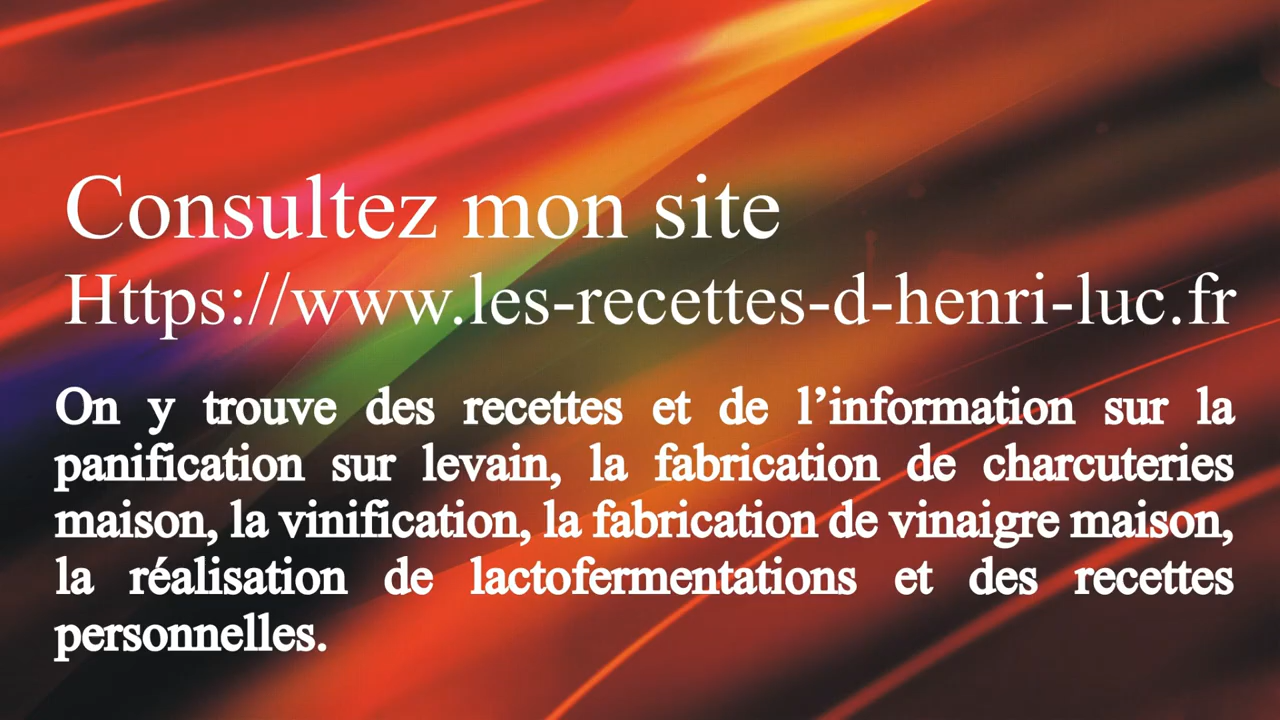 Consultez mon site
Https://www.les-recettes-d-henri-luc.fr
On y trouve des recettes et de l’information sur la
panification sur levain, la fabrication de charcuteries
maison, la vinification, la fabrication de vinaigre maison,
la réalisation de lactofermentations et des recettes
personnelles.